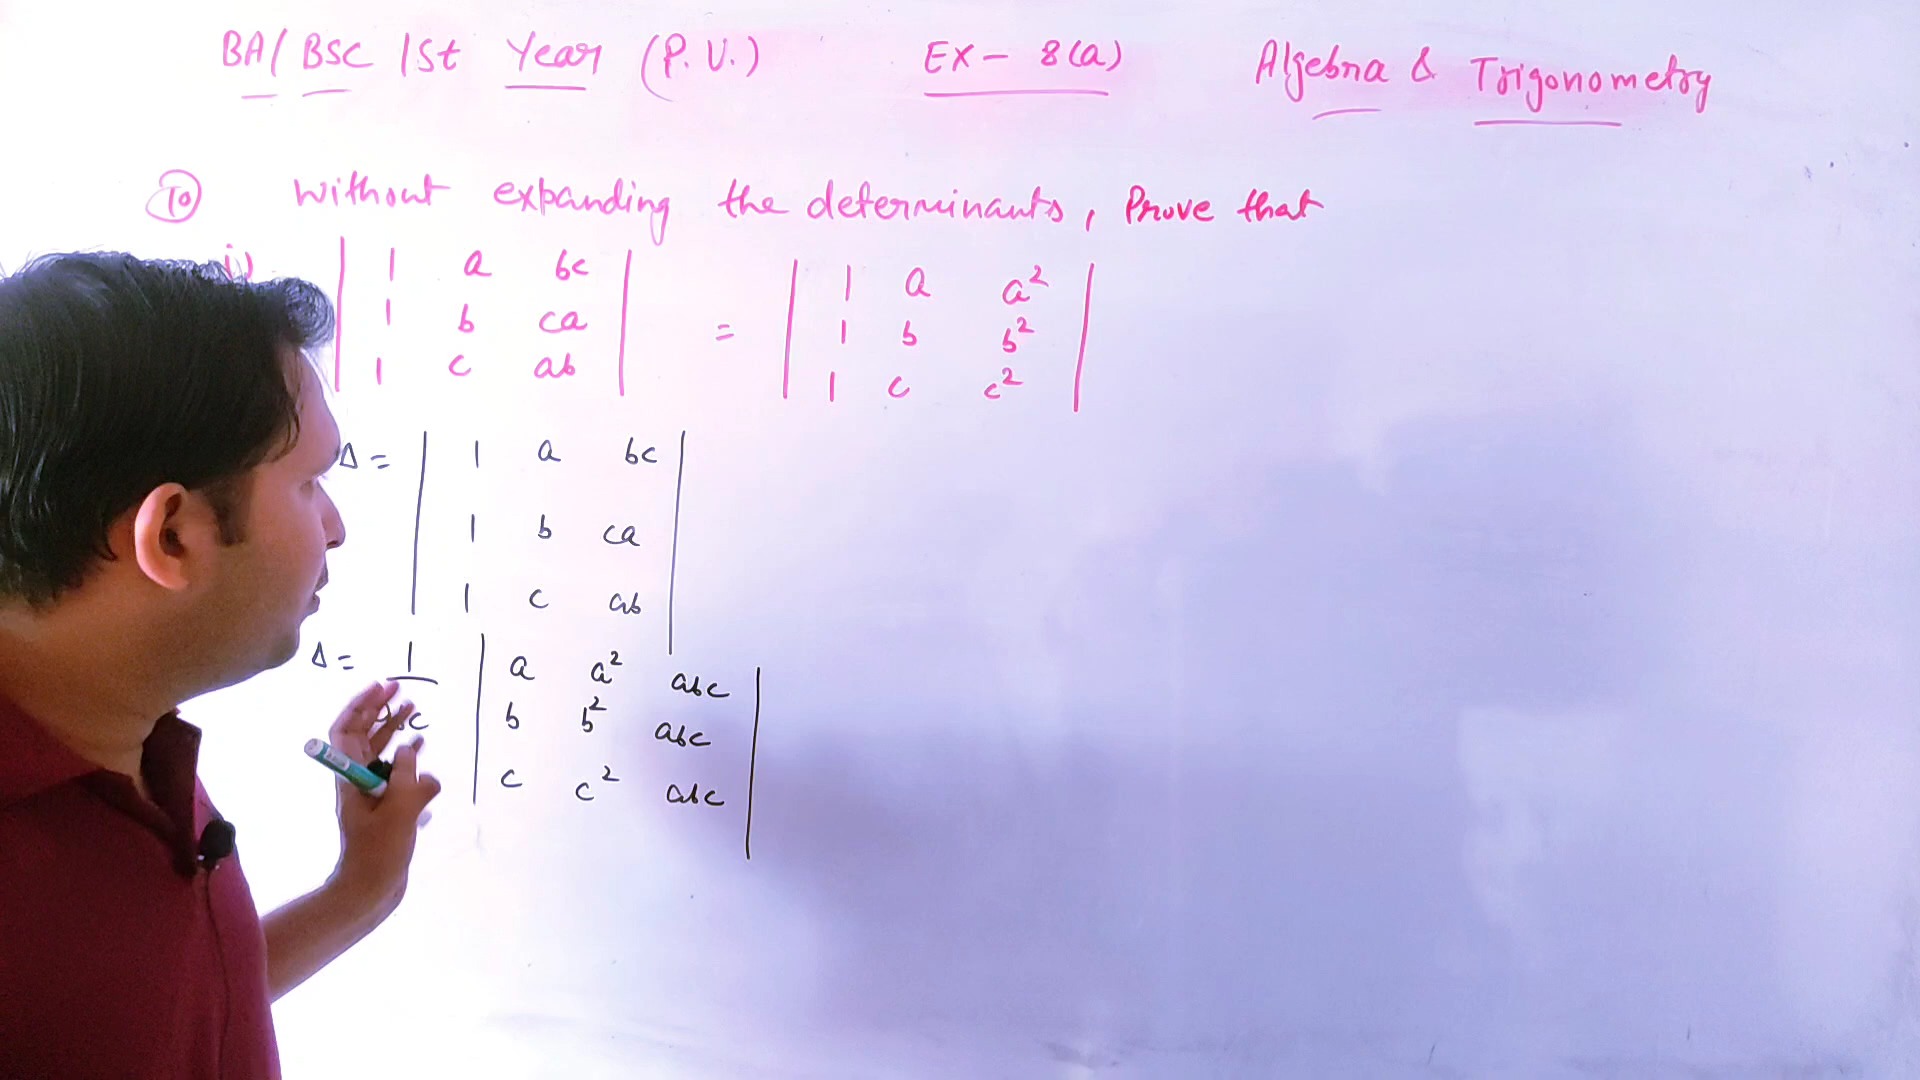 BA/ BSC 1St Year (P.U.) EX- 8(a) Algebra & Trigonometry
10 without expanding the determinants, Prove that
i)
| 1 a bc | = | 1 a a² |
| 1 b ca | | 1 b b² |
| 1 c ab | | 1 c c² |
Δ = | 1 a bc |
| 1 b ca |
| 1 c ab |
Δ = 1 | a a² abc |
abc | b b² abc |
| c c² abc |